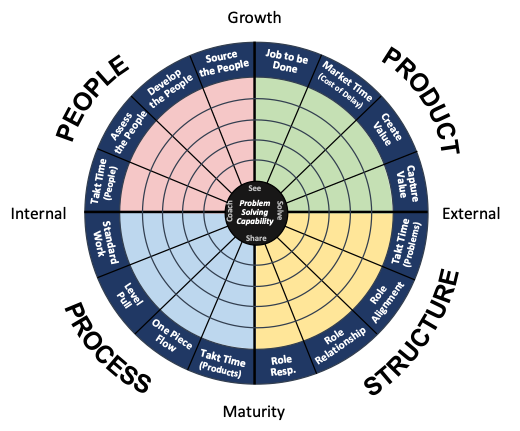 Growth
PEOPLE
PRODUCT
Source
the People
Job to be
Done
Develop
the People
Market Time
(Cost of Delay)
Assess
the People
Create
Value
Takt Time
(People)
Capture
Value
See
Coach
Problem
Solving
Capability
Solve
Share
Internal
External
Standard
Work
Takt Time
(Problems)
Level
Pull
Role
Alignment
One Piece
Flow
Role
Relationship
Takt Time
(Products)
Role
Resp.
PROCESS
STRUCTURE
Maturity